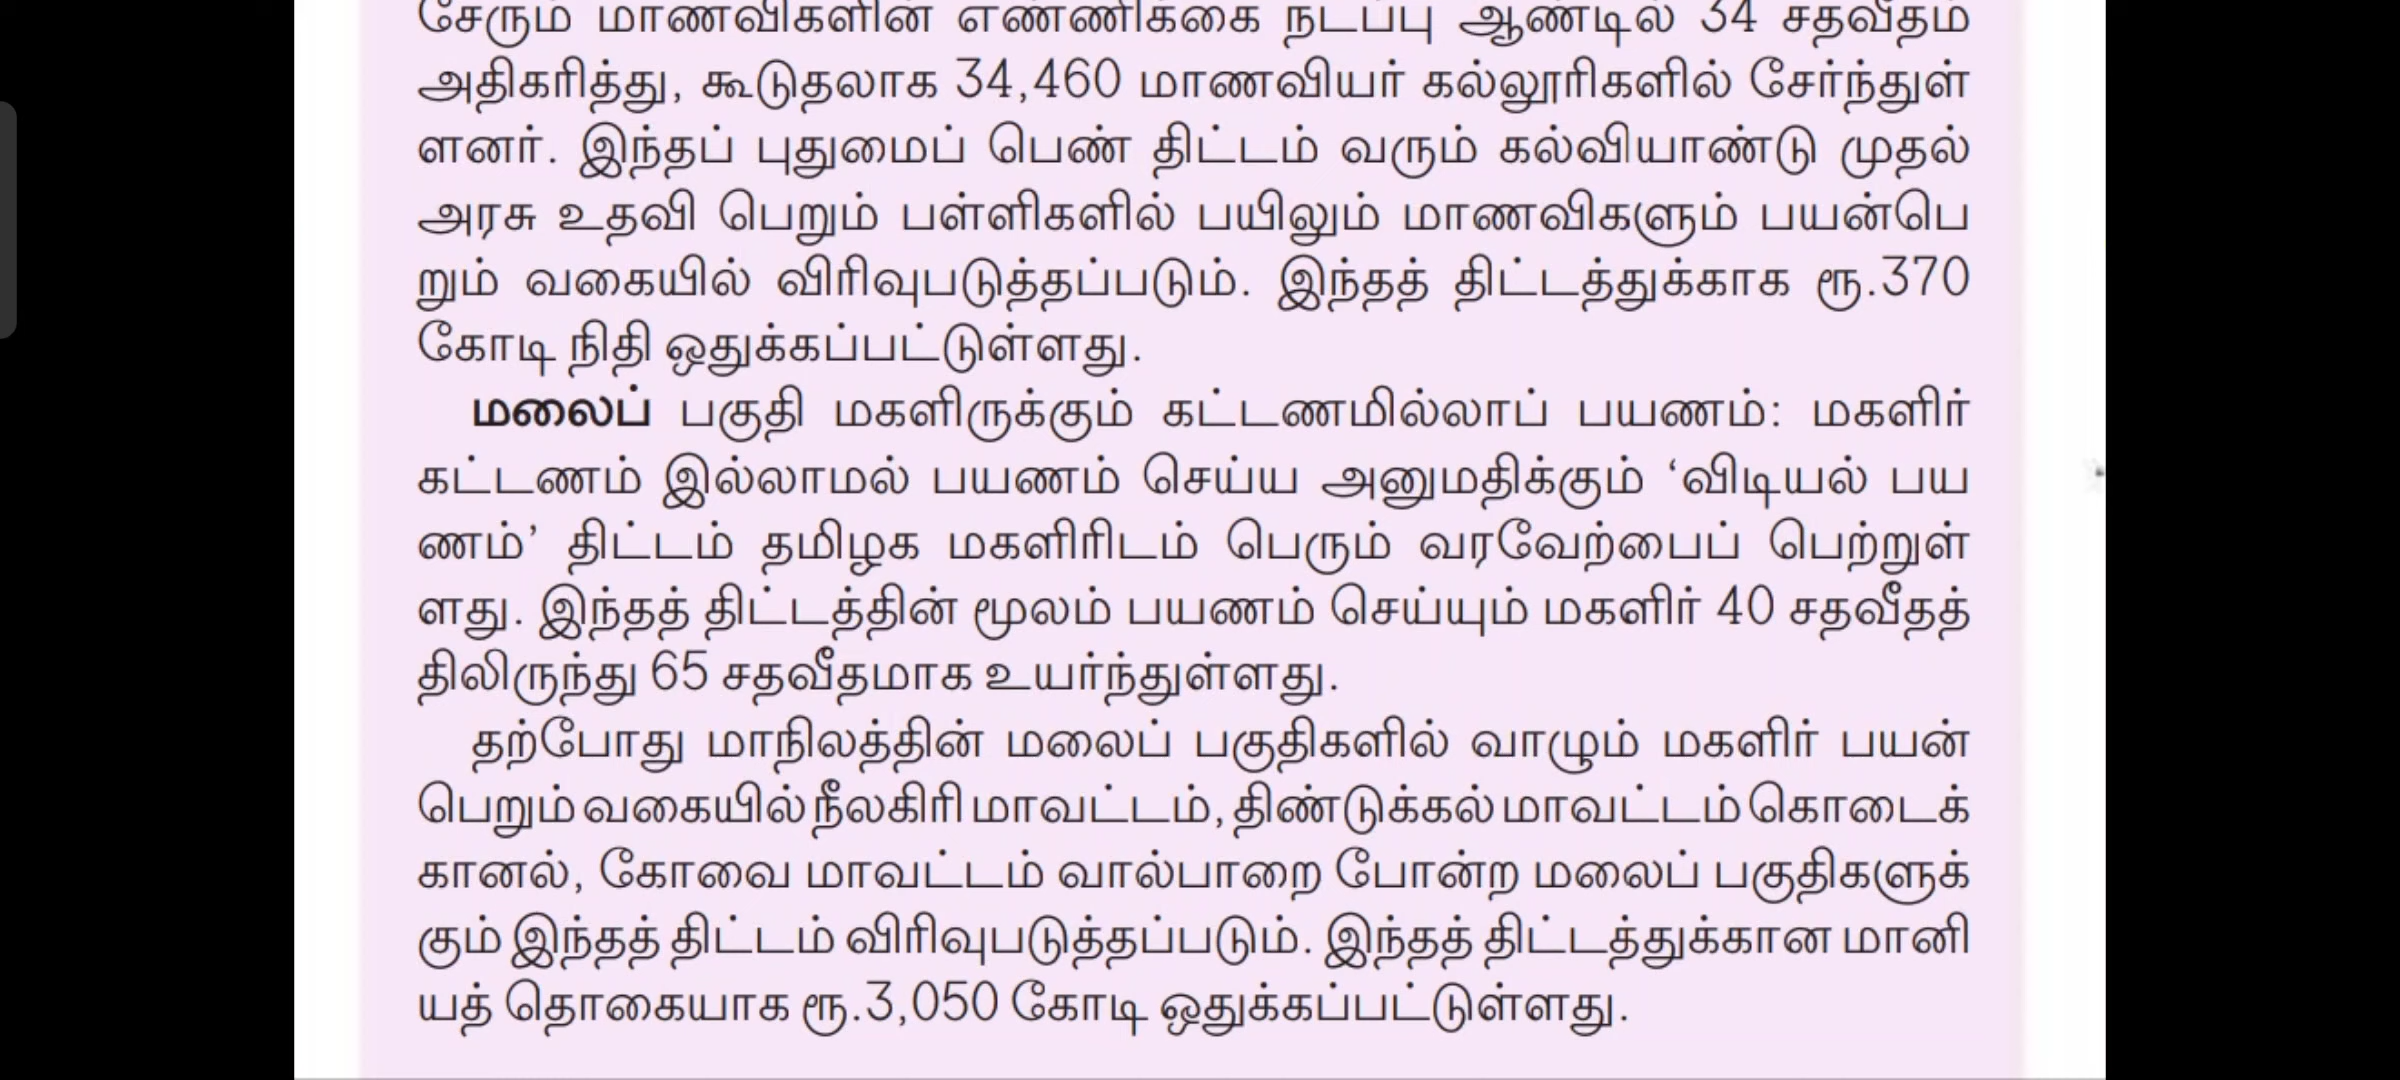 சேரும் மாணவிகளின் எண்ணிக்கை நடப்பு ஆண்டில் 34 சதவீதம்
அதிகரித்து, கூடுதலாக 34,460 மாணவியர் கல்லூரிகளில் சேர்ந்துள்
ளனர். இந்தப் புதுமைப் பெண் திட்டம் வரும் கல்வியாண்டு முதல்
அரசு உதவி பெறும் பள்ளிகளில் பயிலும் மாணவிகளும் பயன்பெ
றும் வகையில் விரிவுபடுத்தப்படும். இந்தத் திட்டத்துக்காக ரூ.370
கோடி நிதி ஒதுக்கப்பட்டுள்ளது.
மலைப் பகுதி மகளிருக்கும் கட்டணமில்லாப் பயணம்: மகளிர்
கட்டணம் இல்லாமல் பயணம் செய்ய அனுமதிக்கும் ‘விடியல் பய
ணம்’ திட்டம் தமிழக மகளிரிடம் பெரும் வரவேற்பைப் பெற்றுள்
ளது. இந்தத் திட்டத்தின் மூலம் பயணம் செய்யும் மகளிர் 40 சதவீதத்
திலிருந்து 65 சதவீதமாக உயர்ந்துள்ளது.
தற்போது மாநிலத்தின் மலைப் பகுதிகளில் வாழும் மகளிர் பயன்
பெறும் வகையில் நீலகிரி மாவட்டம், திண்டுக்கல் மாவட்டம் கொடைக்
கானல், கோவை மாவட்டம் வால்பாறை போன்ற மலைப் பகுதிகளுக்
கும் இந்தத் திட்டம் விரிவுபடுத்தப்படும். இந்தத் திட்டத்துக்கான மானி
யத் தொகையாக ரூ.3,050 கோடி ஒதுக்கப்பட்டுள்ளது.